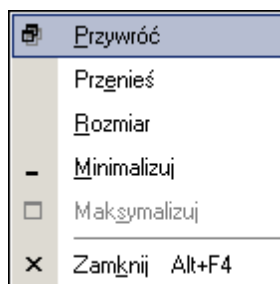 Przywróć
Przenieś
Rozmiar
Minimalizuj
Maksymalizuj
Zamknij Alt+F4